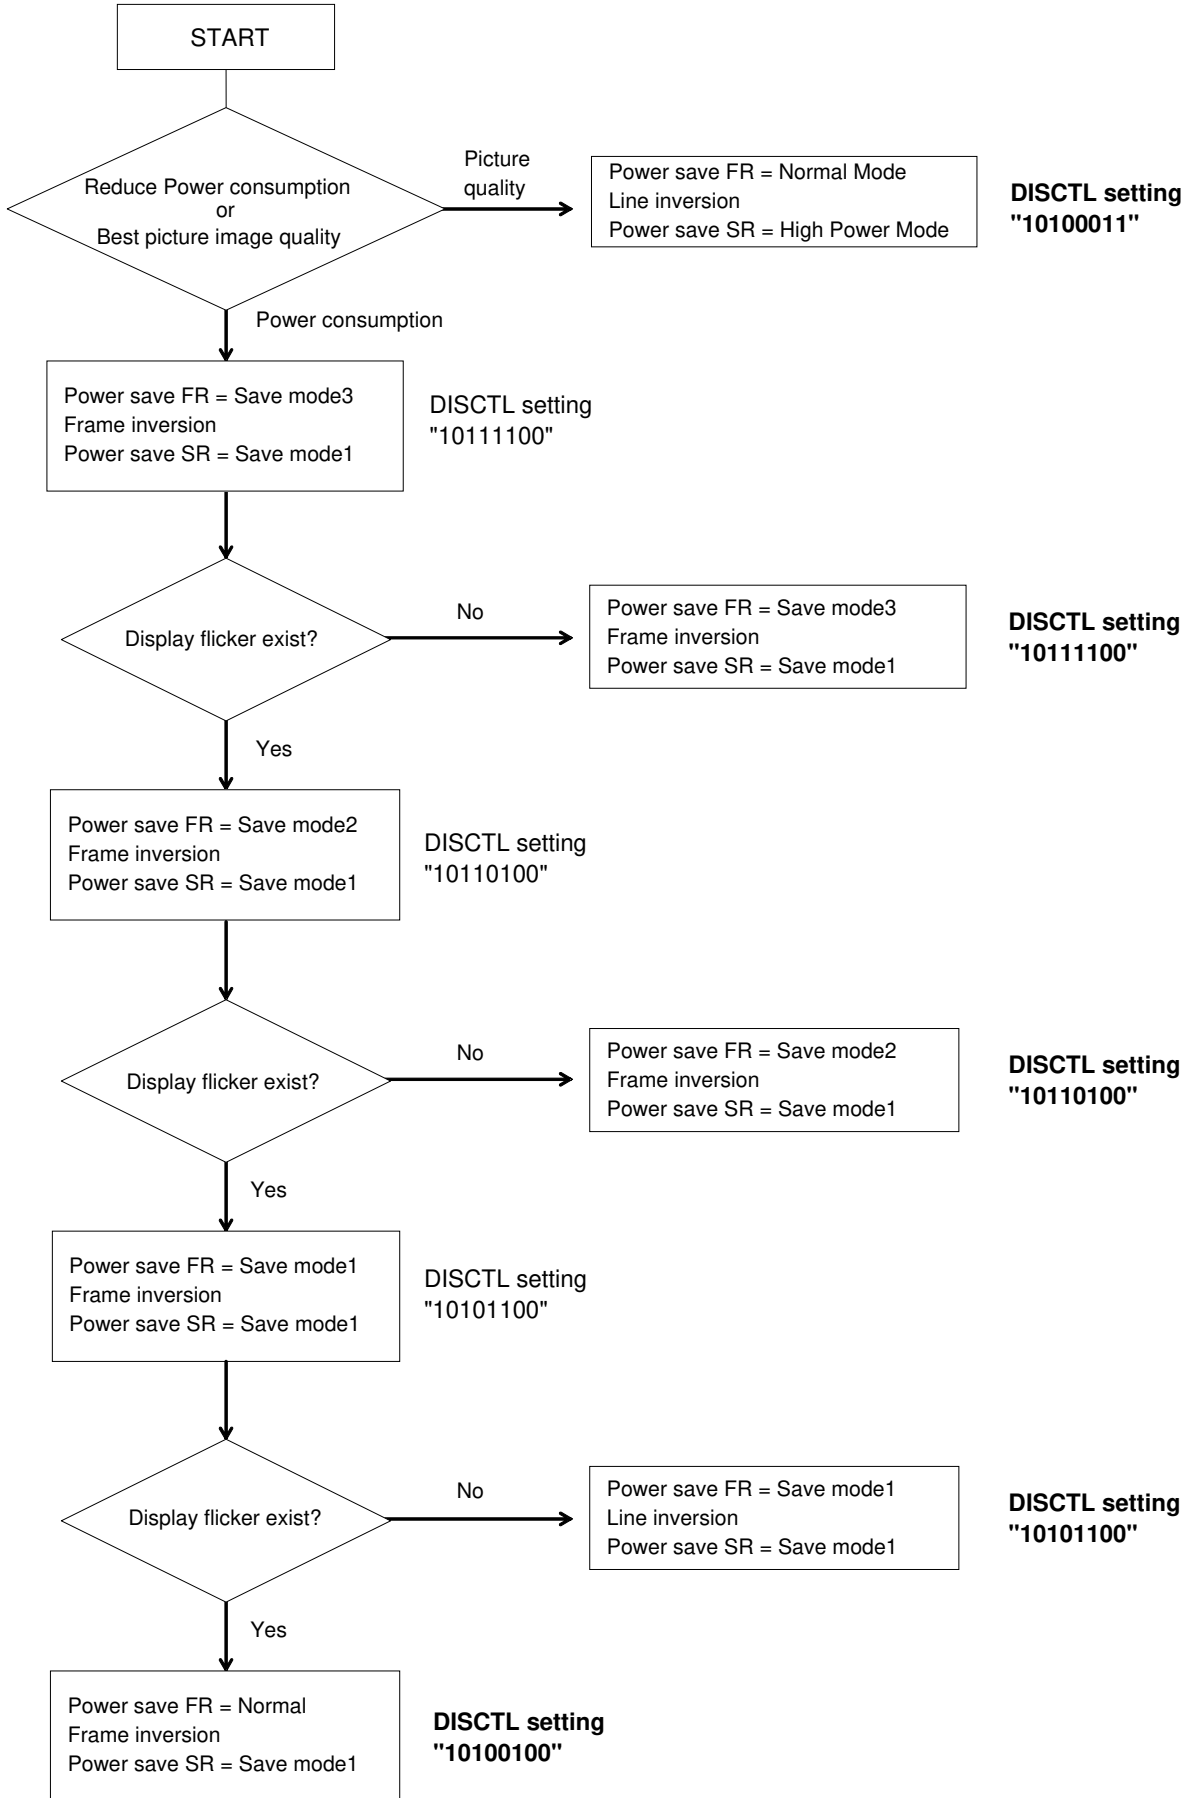 START
Reduce Power consumption
or
Best picture image quality
Picture
quality
Power save FR = Normal Mode
Line inversion
Power save SR = High Power Mode
DISCTL setting
"10100011"
Power consumption
Power save FR = Save mode3
Frame inversion
Power save SR = Save mode1
DISCTL setting
"10111100"
Display flicker exist?
No
Power save FR = Save mode3
Frame inversion
Power save SR = Save mode1
DISCTL setting
"10111100"
Yes
Power save FR = Save mode2
Frame inversion
Power save SR = Save mode1
DISCTL setting
"10110100"
Display flicker exist?
No
Power save FR = Save mode2
Frame inversion
Power save SR = Save mode1
DISCTL setting
"10110100"
Yes
Power save FR = Save mode1
Frame inversion
Power save SR = Save mode1
DISCTL setting
"10101100"
Display flicker exist?
No
Power save FR = Save mode1
Line inversion
Power save SR = Save mode1
DISCTL setting
"10101100"
Yes
Power save FR = Normal
Frame inversion
Power save SR = Save mode1
DISCTL setting
"10100100"